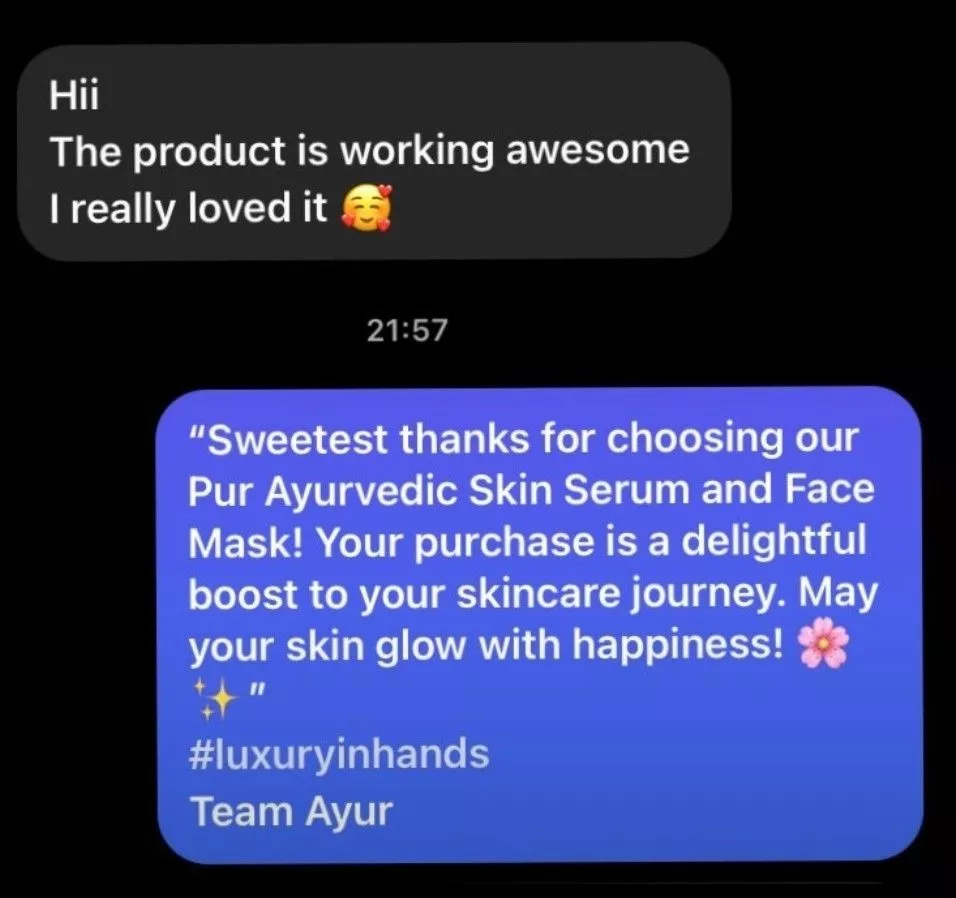 Hii
The product is working awesome
I really loved it 🥰
21:57
“Sweetest thanks for choosing our
Pur Ayurvedic Skin Serum and Face
Mask! Your purchase is a delightful
boost to your skincare journey. May
your skin glow with happiness! 🌸
✨"
#luxuryinhands
Team Ayur